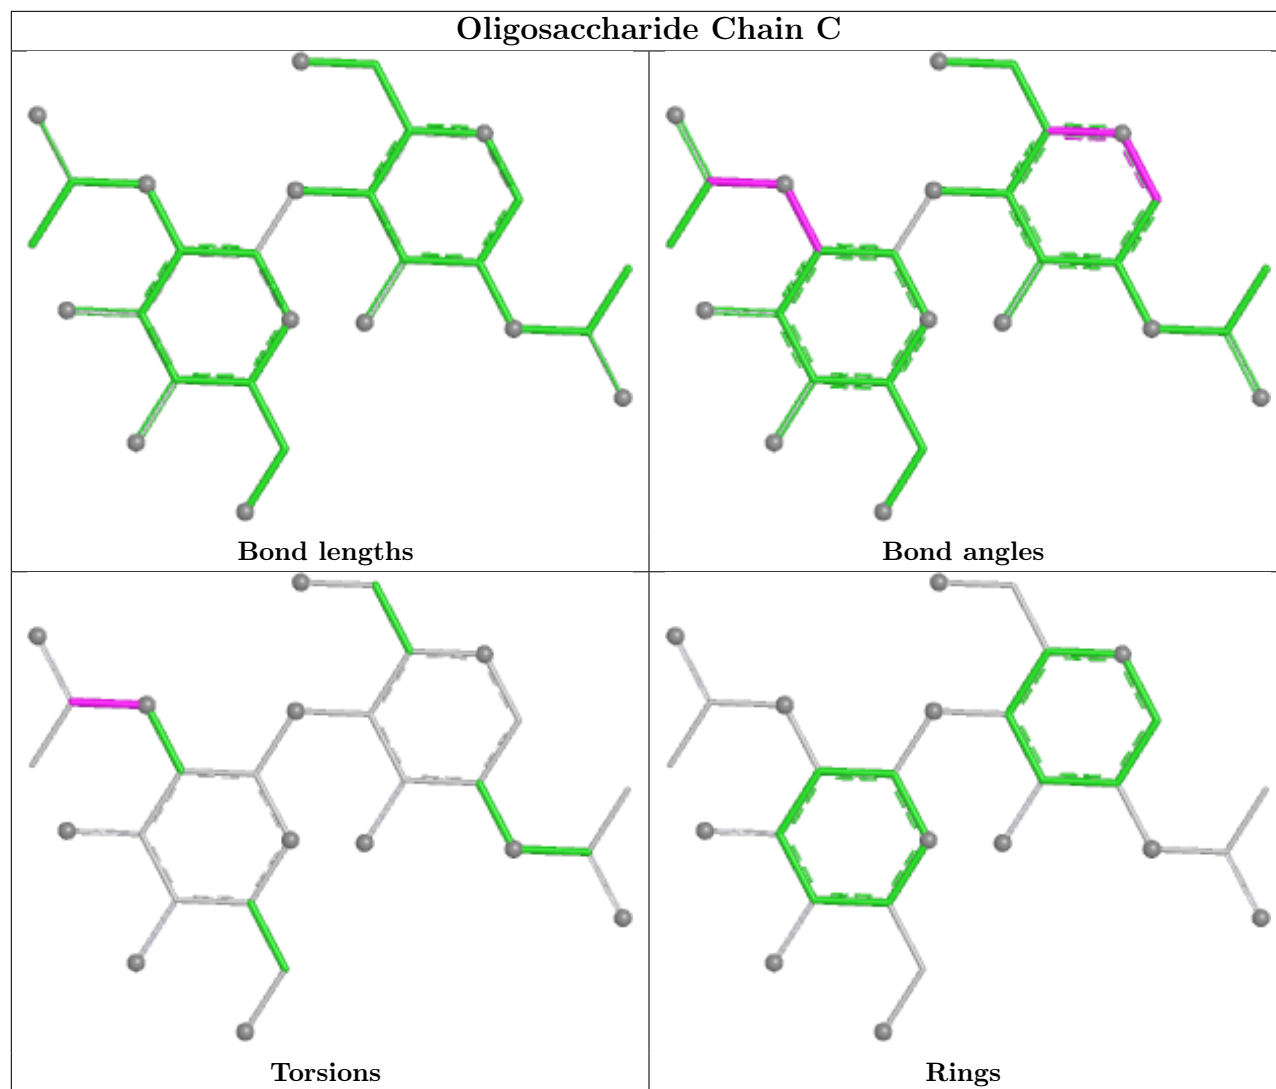 Oligosaccharide Chain C
Bond lengths
Bond angles
Torsions
Rings